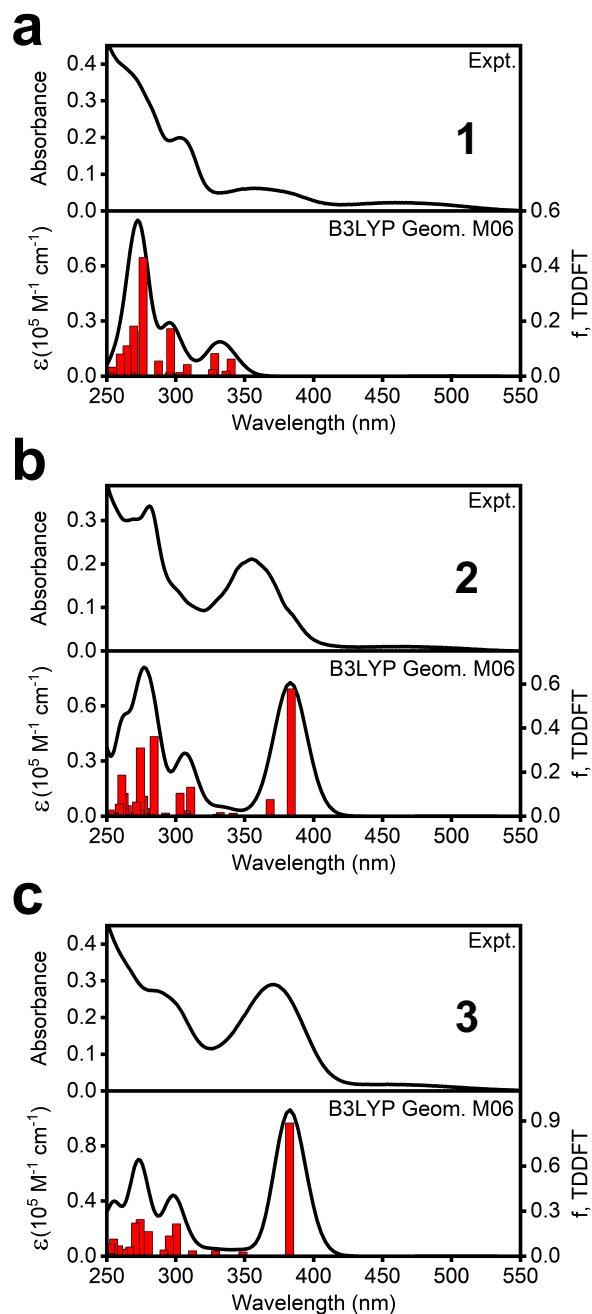 a
Expt.
1
Absorbance
0.4
0.3
0.2
0.1
0.0
0.6
B3LYP Geom. M06
ε(10⁵ M⁻¹ cm⁻¹)
0.6
0.3
0.0
0.4
0.2
0.0
f, TDDFT
250 300 350 400 450 500 550
Wavelength (nm)
b
Expt.
2
Absorbance
0.3
0.2
0.1
0.0
B3LYP Geom. M06
ε(10⁵ M⁻¹ cm⁻¹)
0.6
0.3
0.0
0.6
0.4
0.2
0.0
f, TDDFT
250 300 350 400 450 500 550
Wavelength (nm)
c
Expt.
3
Absorbance
0.4
0.3
0.2
0.1
0.0
B3LYP Geom. M06
ε(10⁵ M⁻¹ cm⁻¹)
0.8
0.4
0.0
0.9
0.6
0.3
0.0
f, TDDFT
250 300 350 400 450 500 550
Wavelength (nm)